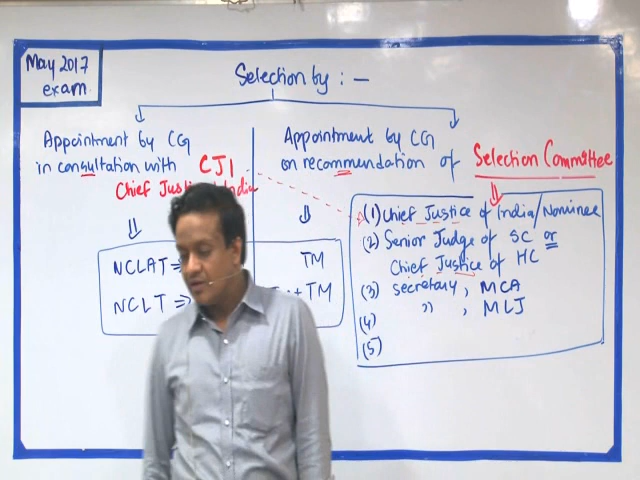 May 2017
exam
Selection by : —
Appointment by CG
in consultation with CJI
Chief Justice India
Appointment by CG
on recommendation of Selection Committee
NCLAT ⇒ TM
NCLT ⇒ + TM
(1) Chief Justice of India/Nominee
(2) Senior Judge of SC or
Chief Justice of HC
(3) Secretary, MCA
(4) ,, , MLJ
(5)